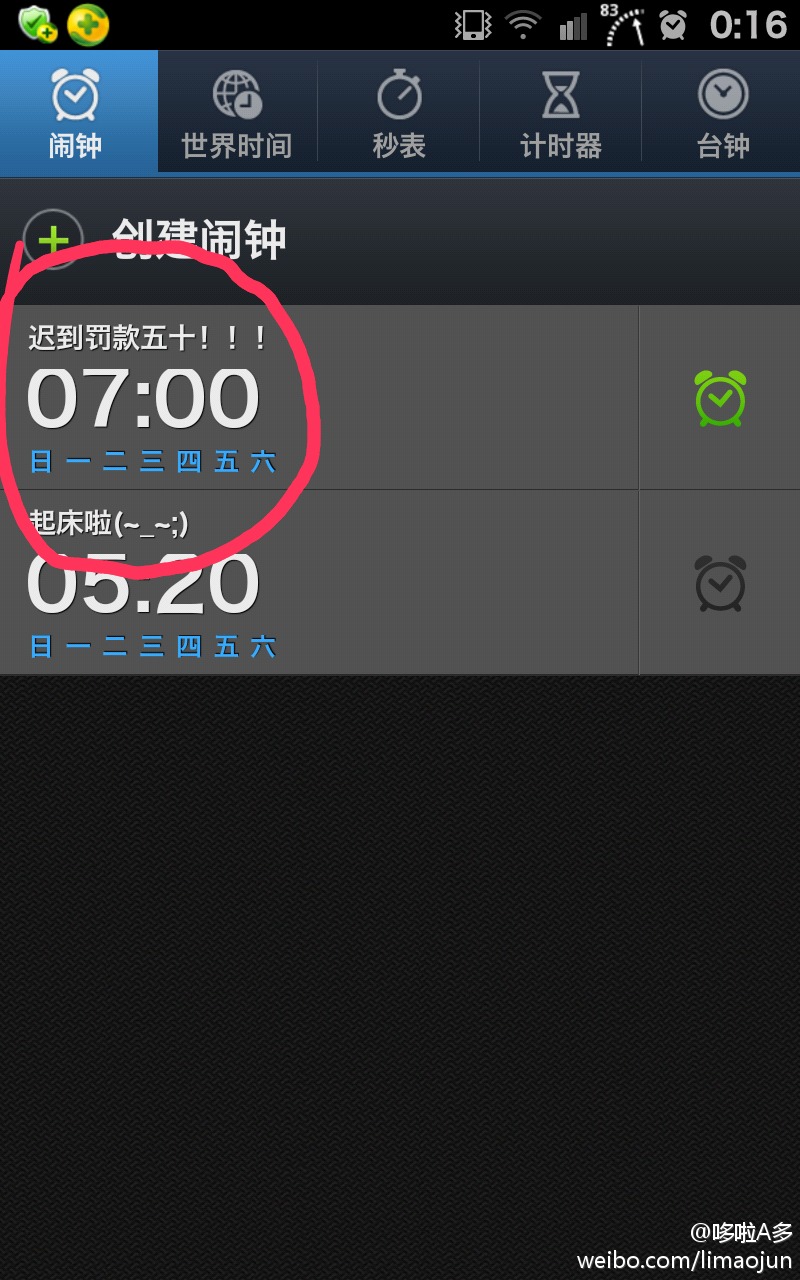 83 0:16
闹钟 世界时间 秒表 计时器 台钟
创建闹钟
迟到罚款五十！！！
07:00
日 一 二 三 四 五 六
起床啦(~_~;)
05:20
日 一 二 三 四 五 六
@哆啦A多
weibo.com/limaojun